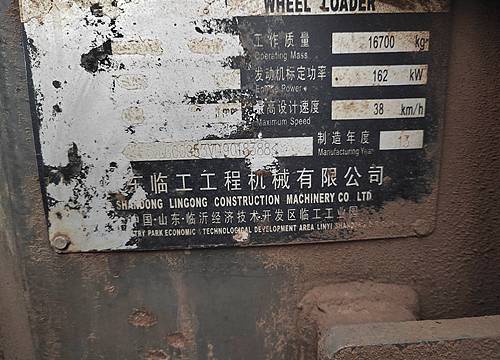 WHEEL LOADER
工作质量 16700 kg
Operating Mass
发动机标定功率 162 kW
Engine Power
最高设计速度 38 km/h
Maximum Speed
制造年度 13
Manufacturing Year
东临工工程机械有限公司
SHANDONG LINGONG CONSTRUCTION MACHINERY CO LTD
中国·山东·临沂经济技术开发区临工工业园
TRY PARK ECONOMIC & TECHNOLOGICAL DEVELOPMENT AREA LINYI SHANDO